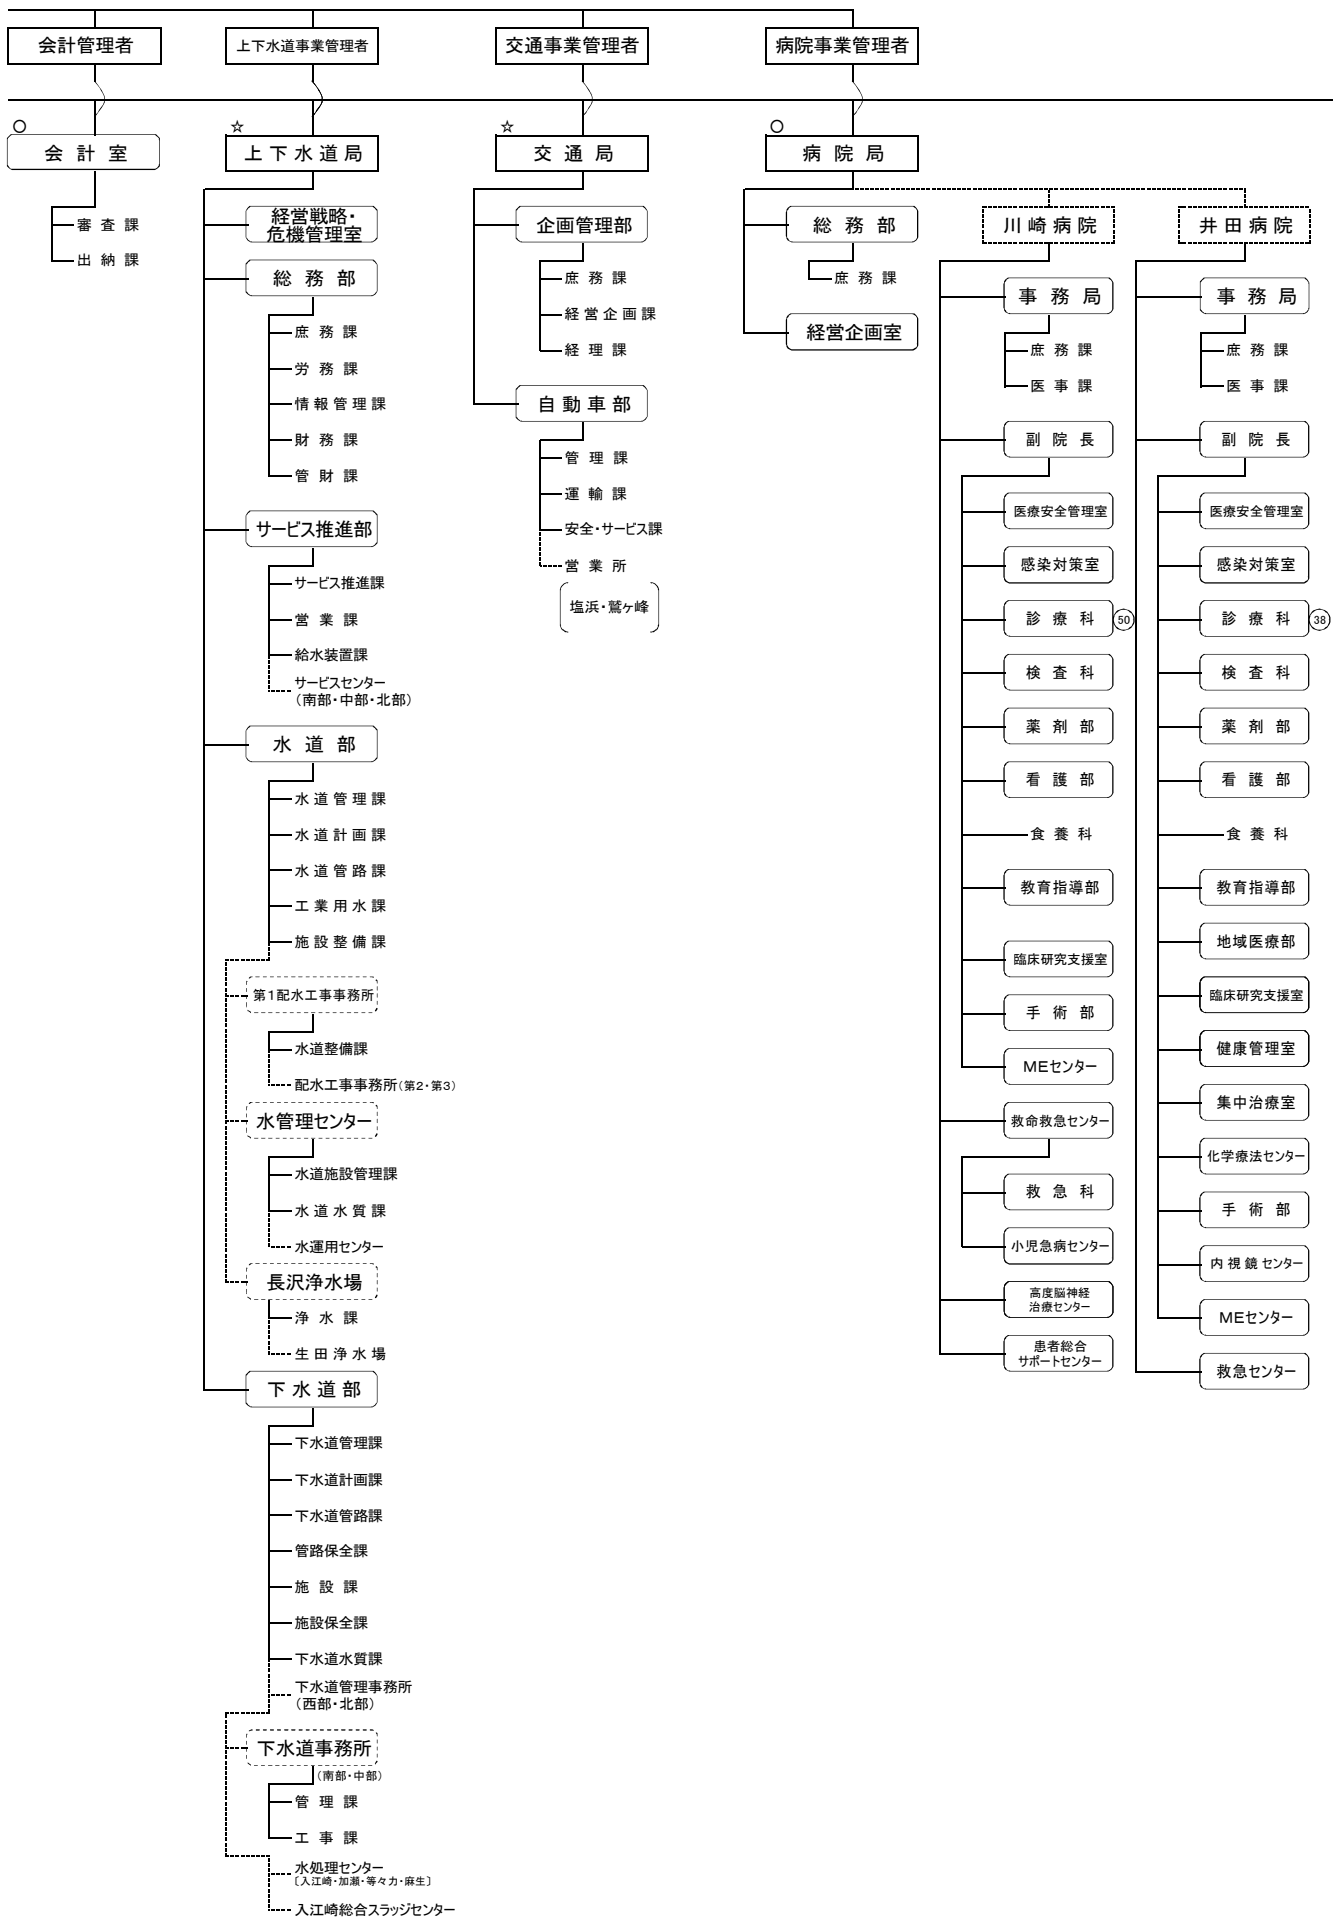 会計管理者
上下水道事業管理者
交通事業管理者
病院事業管理者
○
会計室
審査課
出納課
☆
上下水道局
経営戦略・
危機管理室
総務部
庶務課
労務課
情報管理課
財務課
管財課
サービス推進部
サービス推進課
営業課
給水装置課
サービスセンター
(南部・中部・北部)
水道部
水道管理課
水道計画課
水道管路課
工業用水課
施設整備課
第1配水工事事務所
水道整備課
配水工事事務所(第2・第3)
水管理センター
水道施設管理課
水道水質課
水運用センター
長沢浄水場
浄水課
生田浄水場
下水道部
下水道管理課
下水道計画課
下水道管路課
管路保全課
施設課
施設保全課
下水道水質課
下水道管理事務所
(西部・北部)
下水道事務所
(南部・中部)
管理課
工事課
水処理センター
〔入江崎・加瀬・等々力・麻生〕
入江崎総合スラッジセンター
☆
交通局
企画管理部
庶務課
経営企画課
経理課
自動車部
管理課
運輸課
安全・サービス課
営業所
塩浜・鷲ヶ峰
○
病院局
総務部
庶務課
経営企画室
川崎病院
事務局
庶務課
医事課
副院長
医療安全管理室
感染対策室
診療科 50
検査科
薬剤部
看護部
食養科
教育指導部
臨床研究支援室
手術部
MEセンター
救命救急センター
救急科
小児急病センター
高度脳神経
治療センター
患者総合
サポートセンター
井田病院
事務局
庶務課
医事課
副院長
医療安全管理室
感染対策室
診療科 38
検査科
薬剤部
看護部
食養科
教育指導部
地域医療部
臨床研究支援室
健康管理室
集中治療室
化学療法センター
手術部
内視鏡センター
MEセンター
救急センター